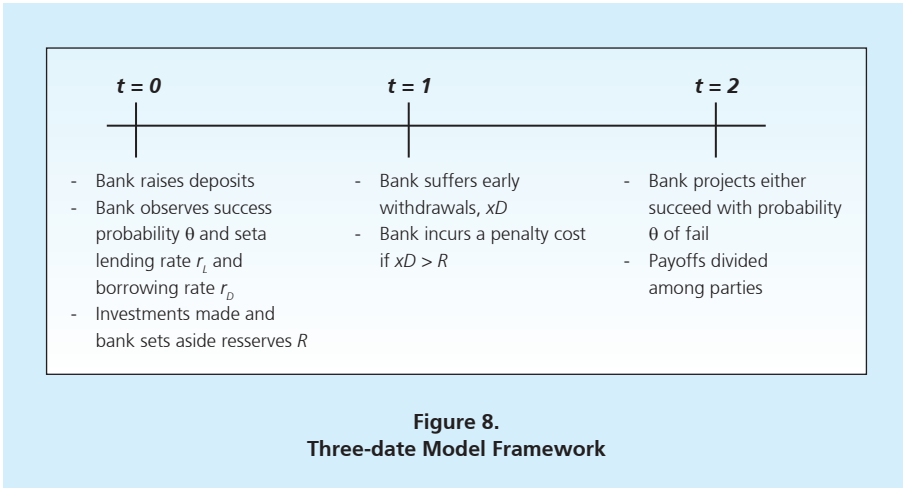 t = 0
- Bank raises deposits
- Bank observes success
probability θ and seta
lending rate r_L and
borrowing rate r_D
- Investments made and
bank sets aside resserves R
t = 1
- Bank suffers early
withdrawals, xD
- Bank incurs a penalty cost
if xD > R
t = 2
- Bank projects either
succeed with probability
θ of fail
- Payoffs divided
among parties
Figure 8.
Three-date Model Framework